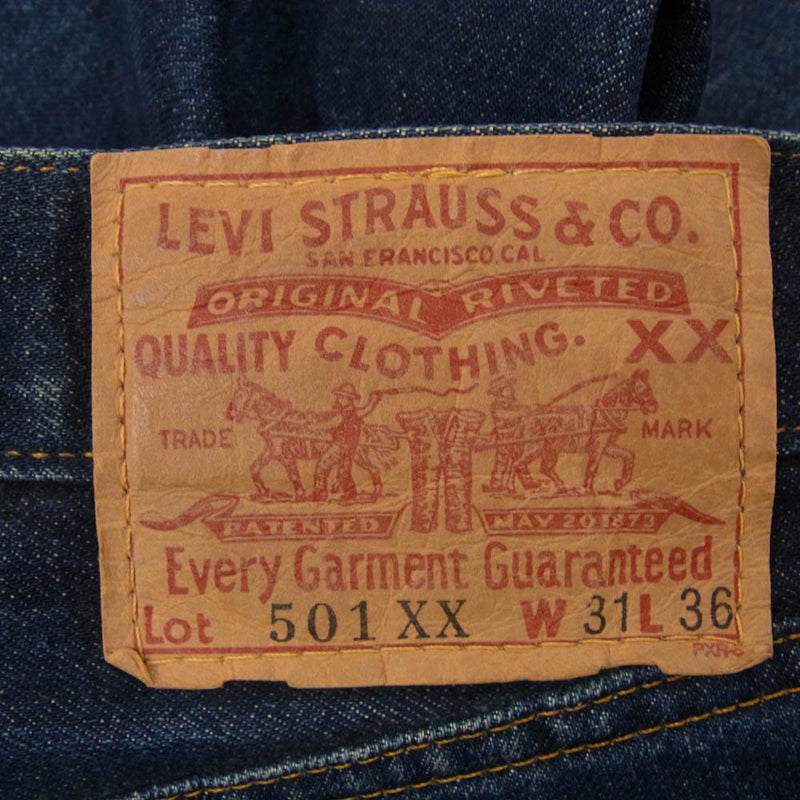 LEVI STRAUSS & CO.
SAN FRANCISCO, CAL.
ORIGINAL RIVETED
QUALITY CLOTHING. XX
TRADE MARK
PATENTED MAY 20 1873
Every Garment Guaranteed
Lot 501 XX W 31 L 36